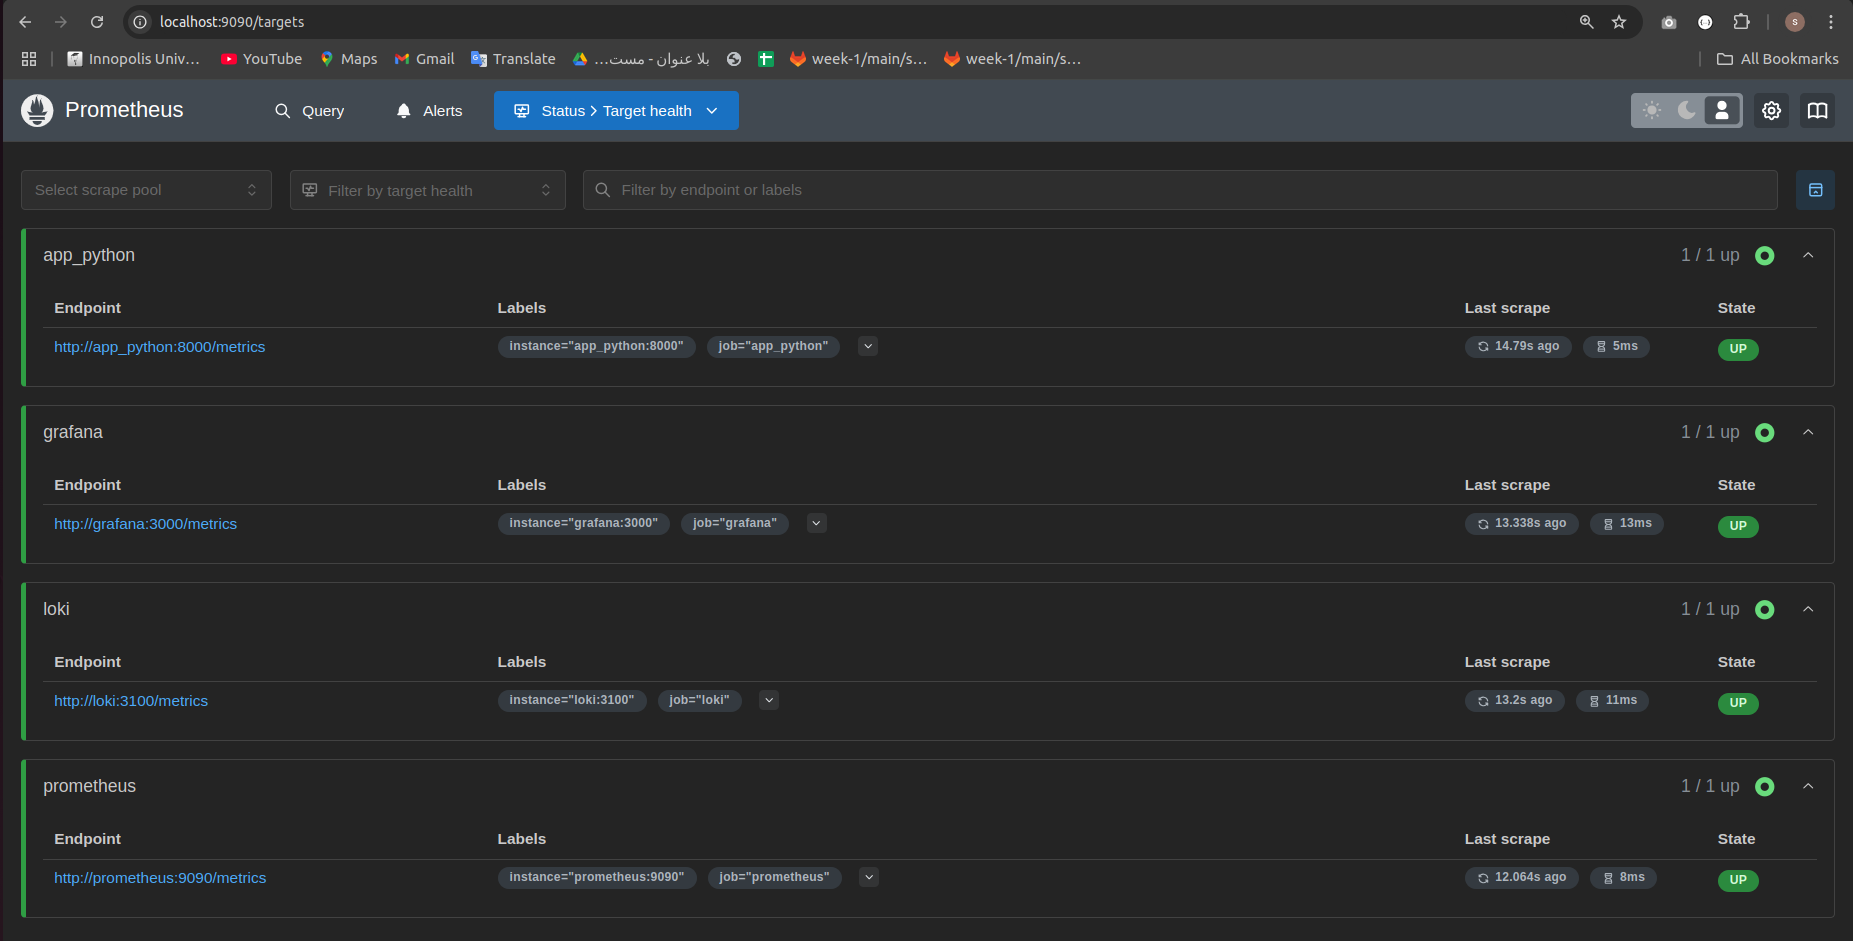 localhost:9090/targets
Innopolis Univ... YouTube Maps Gmail Translate بلا عنوان - مست... week-1/main/s... week-1/main/s... All Bookmarks
Prometheus Query Alerts Status > Target health
Select scrape pool Filter by target health Filter by endpoint or labels
app_python 1 / 1 up
Endpoint Labels Last scrape State
http://app_python:8000/metrics instance="app_python:8000" job="app_python" 14.79s ago 5ms UP
grafana 1 / 1 up
Endpoint Labels Last scrape State
http://grafana:3000/metrics instance="grafana:3000" job="grafana" 13.338s ago 13ms UP
loki 1 / 1 up
Endpoint Labels Last scrape State
http://loki:3100/metrics instance="loki:3100" job="loki" 13.2s ago 11ms UP
prometheus 1 / 1 up
Endpoint Labels Last scrape State
http://prometheus:9090/metrics instance="prometheus:9090" job="prometheus" 12.064s ago 8ms UP